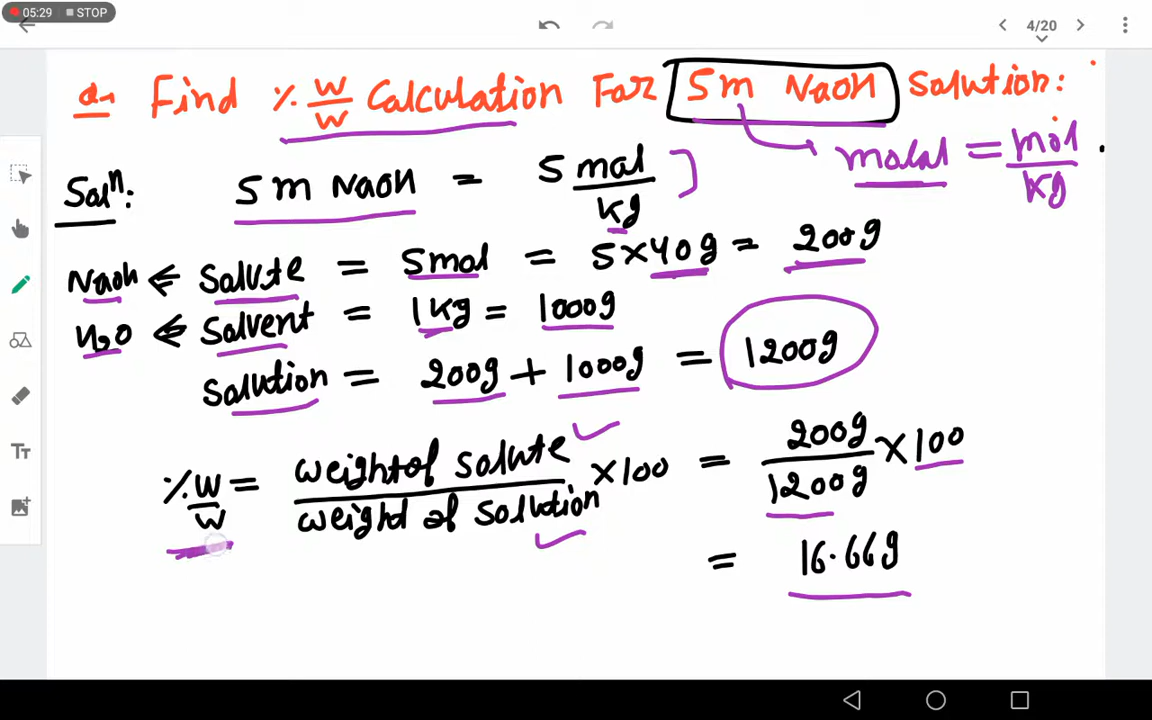 05:29 STOP
4/20
Q→ Find % W/W Calculation For 5m NaOH Solution:
molal = mol/kg
Solⁿ: 5m NaOH = 5 mol/kg
NaOH ← Solute = 5mol = 5×40g = 200g
H2O ← Solvent = 1kg = 1000g
Solution = 200g + 1000g = 1200g
% W/W = weight of solute / weight of solution ×100 = 200g / 1200g ×100
= 16.66g
Tт